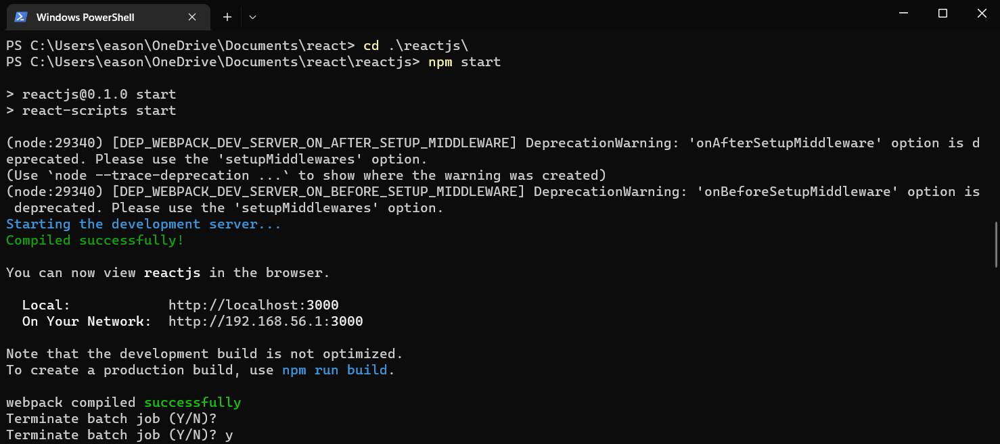 Windows PowerShell
PS C:\Users\eason\OneDrive\Documents\react> cd .\reactjs\
PS C:\Users\eason\OneDrive\Documents\react\reactjs> npm start
> reactjs@0.1.0 start
> react-scripts start
(node:29340) [DEP_WEBPACK_DEV_SERVER_ON_AFTER_SETUP_MIDDLEWARE] DeprecationWarning: 'onAfterSetupMiddleware' option is d
eprecated. Please use the 'setupMiddlewares' option.
(Use `node --trace-deprecation ...` to show where the warning was created)
(node:29340) [DEP_WEBPACK_DEV_SERVER_ON_BEFORE_SETUP_MIDDLEWARE] DeprecationWarning: 'onBeforeSetupMiddleware' option is
 deprecated. Please use the 'setupMiddlewares' option.
Starting the development server...
Compiled successfully!
You can now view reactjs in the browser.
  Local:            http://localhost:3000
  On Your Network:  http://192.168.56.1:3000
Note that the development build is not optimized.
To create a production build, use npm run build.
webpack compiled successfully
Terminate batch job (Y/N)?
Terminate batch job (Y/N)? y